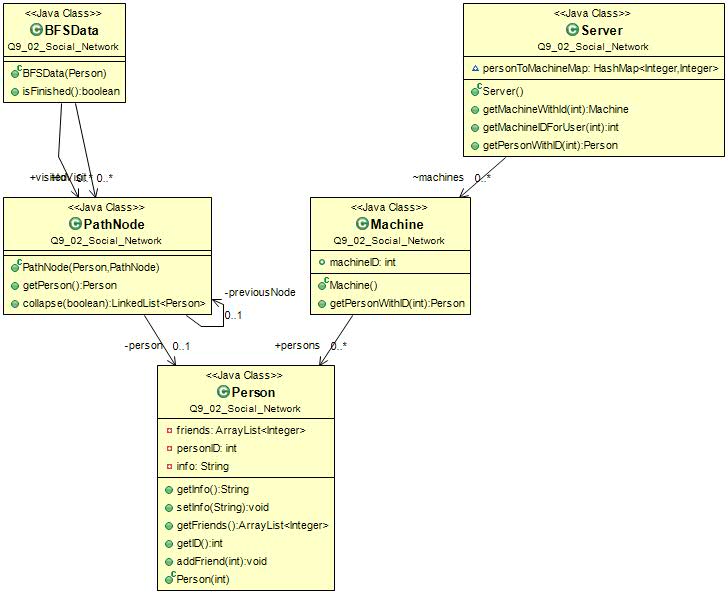 <<Java Class>>
BFSData
Q9_02_Social_Network
BFSData(Person)
isFinished():boolean
<<Java Class>>
Server
Q9_02_Social_Network
personToMachineMap: HashMap<Integer,Integer>
Server()
getMachineWithId(int):Machine
getMachineIDForUser(int):int
getPersonWithID(int):Person
0..*
~machines 0..*
<<Java Class>>
PathNode
Q9_02_Social_Network
PathNode(Person,PathNode)
getPerson():Person
collapse(boolean):LinkedList<Person>
-previousNode
0..1
<<Java Class>>
Machine
Q9_02_Social_Network
machineID: int
Machine()
getPersonWithID(int):Person
-person 0..1
+persons 0..*
<<Java Class>>
Person
Q9_02_Social_Network
friends: ArrayList<Integer>
personID: int
info: String
getInfo():String
setInfo(String):void
getFriends():ArrayList<Integer>
getID():int
addFriend(int):void
Person(int)